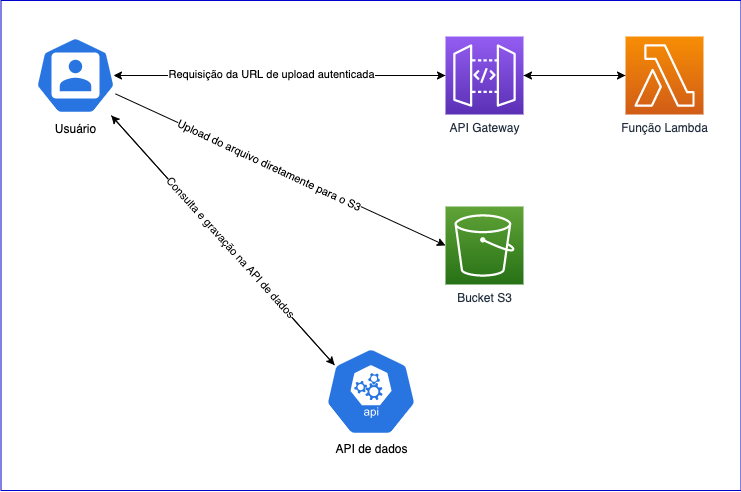 Requisição da URL de upload autenticada
Usuário
API Gateway
Função Lambda
Upload do arquivo diretamente para o S3
Consulta e gravação na API de dados
Bucket S3
api
API de dados